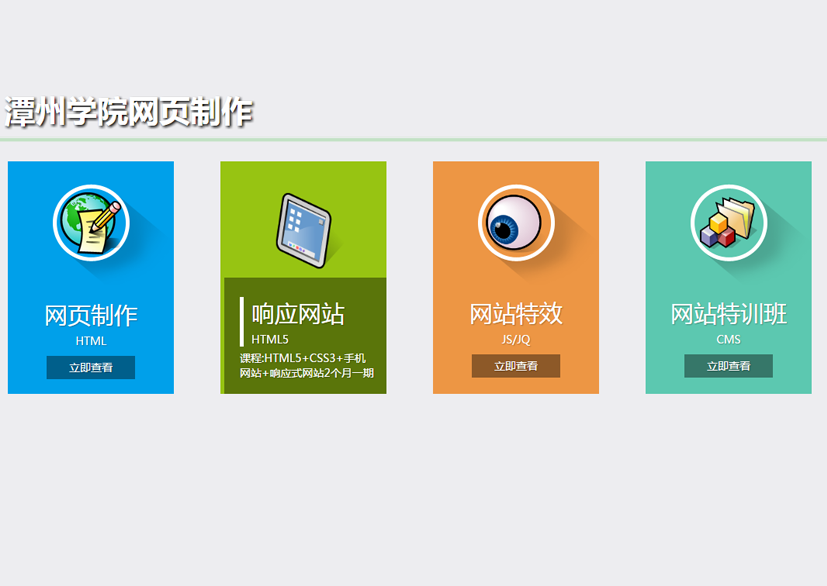 潭州学院网页制作
网页制作
HTML
立即查看
响应网站
HTML5
课程:HTML5+CSS3+手机
网站+响应式网站2个月一期
网站特效
JS/JQ
立即查看
网站特训班
CMS
立即查看